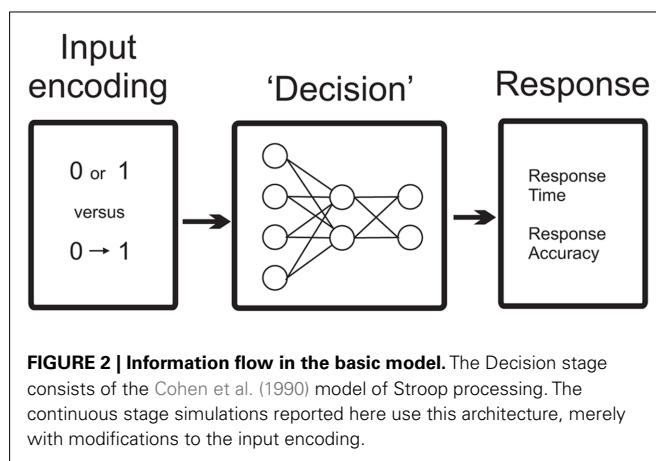 Input
encoding
'Decision'
Response
0 or 1
versus
0 → 1
Response
Time
Response
Accuracy
FIGURE 2 | Information flow in the basic model. The Decision stage
consists of the Cohen et al. (1990) model of Stroop processing. The
continuous stage simulations reported here use this architecture, merely
with modifications to the input encoding.